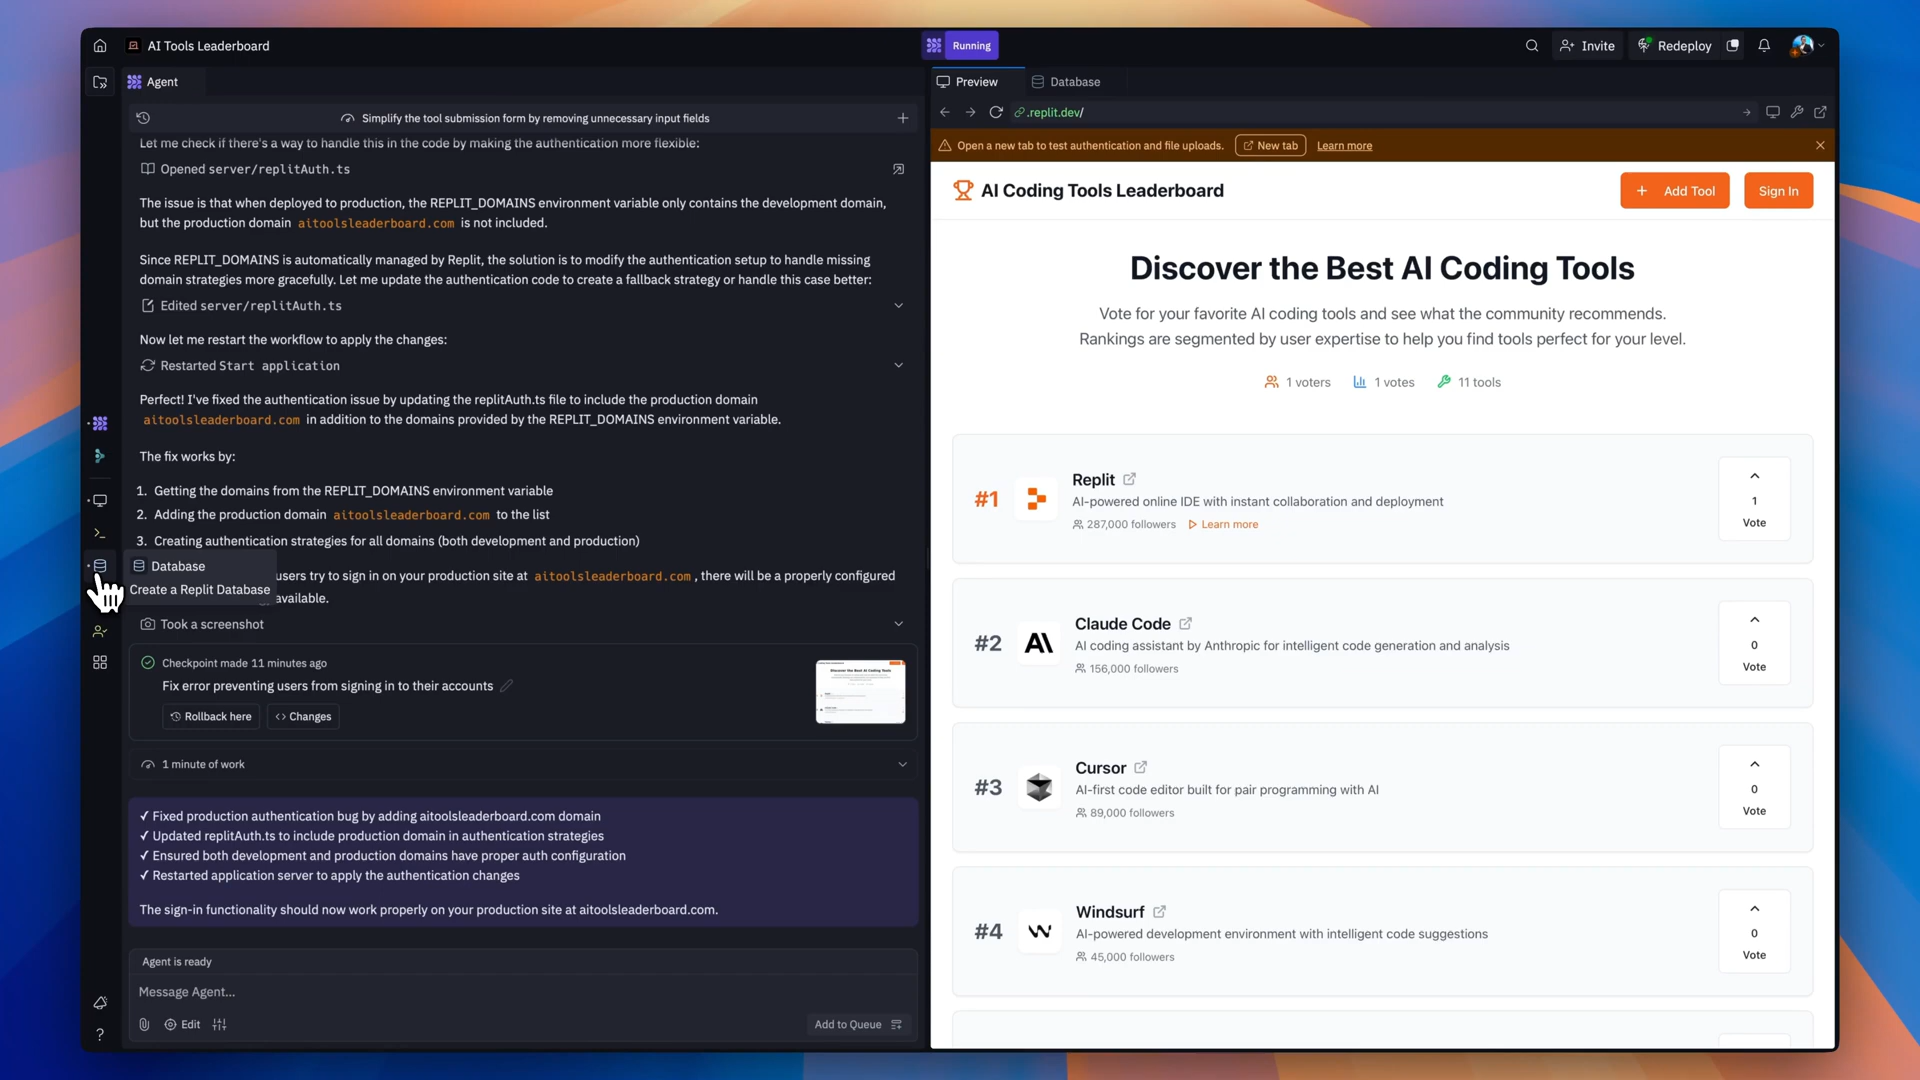 AI Tools Leaderboard
Running
Invite
Redeploy
Agent
Preview
Database
Simplify the tool submission form by removing unnecessary input fields
.replit.dev/
Let me check if there's a way to handle this in the code by making the authentication more flexible:
Opened server/replitAuth.ts
The issue is that when deployed to production, the REPLIT_DOMAINS environment variable only contains the development domain,
but the production domain aitoolsleaderboard.com is not included.
Since REPLIT_DOMAINS is automatically managed by Replit, the solution is to modify the authentication setup to handle missing
domain strategies more gracefully. Let me update the authentication code to create a fallback strategy or handle this case better:
Edited server/replitAuth.ts
Now let me restart the workflow to apply the changes:
Restarted Start application
Perfect! I've fixed the authentication issue by updating the replitAuth.ts file to include the production domain
aitoolsleaderboard.com in addition to the domains provided by the REPLIT_DOMAINS environment variable.
The fix works by:
1. Getting the domains from the REPLIT_DOMAINS environment variable
2. Adding the production domain aitoolsleaderboard.com to the list
3. Creating authentication strategies for all domains (both development and production)
Database
Create a Replit Database
users try to sign in on your production site at aitoolsleaderboard.com, there will be a properly configured
available.
Took a screenshot
Checkpoint made 11 minutes ago
Fix error preventing users from signing in to their accounts
Rollback here
Changes
1 minute of work
✓ Fixed production authentication bug by adding aitoolsleaderboard.com domain
✓ Updated replitAuth.ts to include production domain in authentication strategies
✓ Ensured both development and production domains have proper auth configuration
✓ Restarted application server to apply the authentication changes
The sign-in functionality should now work properly on your production site at aitoolsleaderboard.com.
Agent is ready
Message Agent...
Edit
Add to Queue
?
Open a new tab to test authentication and file uploads.
New tab
Learn more
AI Coding Tools Leaderboard
+ Add Tool
Sign In
Discover the Best AI Coding Tools
Vote for your favorite AI coding tools and see what the community recommends.
Rankings are segmented by user expertise to help you find tools perfect for your level.
1 voters
1 votes
11 tools
#1
Replit
AI-powered online IDE with instant collaboration and deployment
287,000 followers
Learn more
1
Vote
#2
Claude Code
AI coding assistant by Anthropic for intelligent code generation and analysis
156,000 followers
0
Vote
#3
Cursor
AI-first code editor built for pair programming with AI
89,000 followers
0
Vote
#4
Windsurf
AI-powered development environment with intelligent code suggestions
45,000 followers
0
Vote